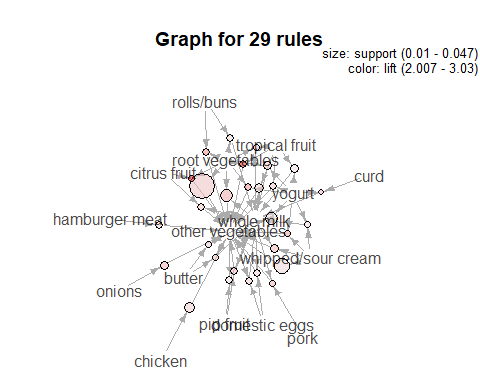 Graph for 29 rules
size: support (0.01 - 0.047)
color: lift (2.007 - 3.03)
rolls/buns
tropical fruit
root vegetables
citrus fruit
curd
yogurt
hamburger meat
whole milk
other vegetables
whipped/sour cream
butter
onions
pip fruit
domestic eggs
pork
chicken